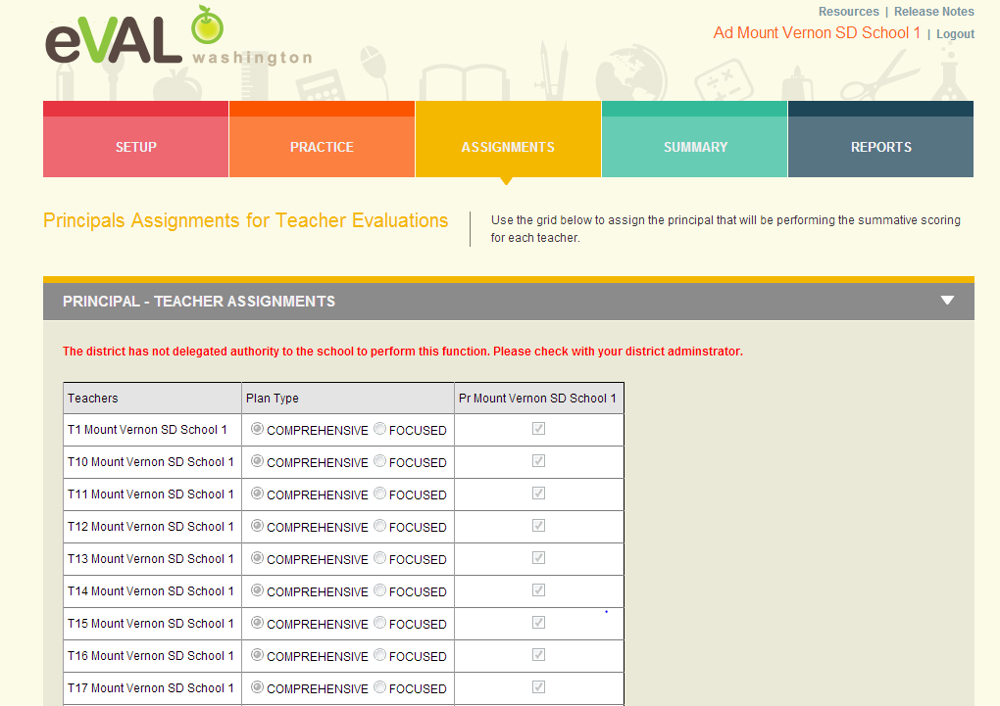 Resources | Release Notes
eVAL
washington
Ad Mount Vernon SD School 1 | Logout
SETUP
PRACTICE
ASSIGNMENTS
SUMMARY
REPORTS
Principals Assignments for Teacher Evaluations
Use the grid below to assign the principal that will be performing the summative scoring
for each teacher.
PRINCIPAL - TEACHER ASSIGNMENTS
The district has not delegated authority to the school to perform this function. Please check with your district adminstrator.
Teachers Plan Type Pr Mount Vernon SD School 1
T1 Mount Vernon SD School 1 COMPREHENSIVE FOCUSED
T10 Mount Vernon SD School 1 COMPREHENSIVE FOCUSED
T11 Mount Vernon SD School 1 COMPREHENSIVE FOCUSED
T12 Mount Vernon SD School 1 COMPREHENSIVE FOCUSED
T13 Mount Vernon SD School 1 COMPREHENSIVE FOCUSED
T14 Mount Vernon SD School 1 COMPREHENSIVE FOCUSED
T15 Mount Vernon SD School 1 COMPREHENSIVE FOCUSED
T16 Mount Vernon SD School 1 COMPREHENSIVE FOCUSED
T17 Mount Vernon SD School 1 COMPREHENSIVE FOCUSED